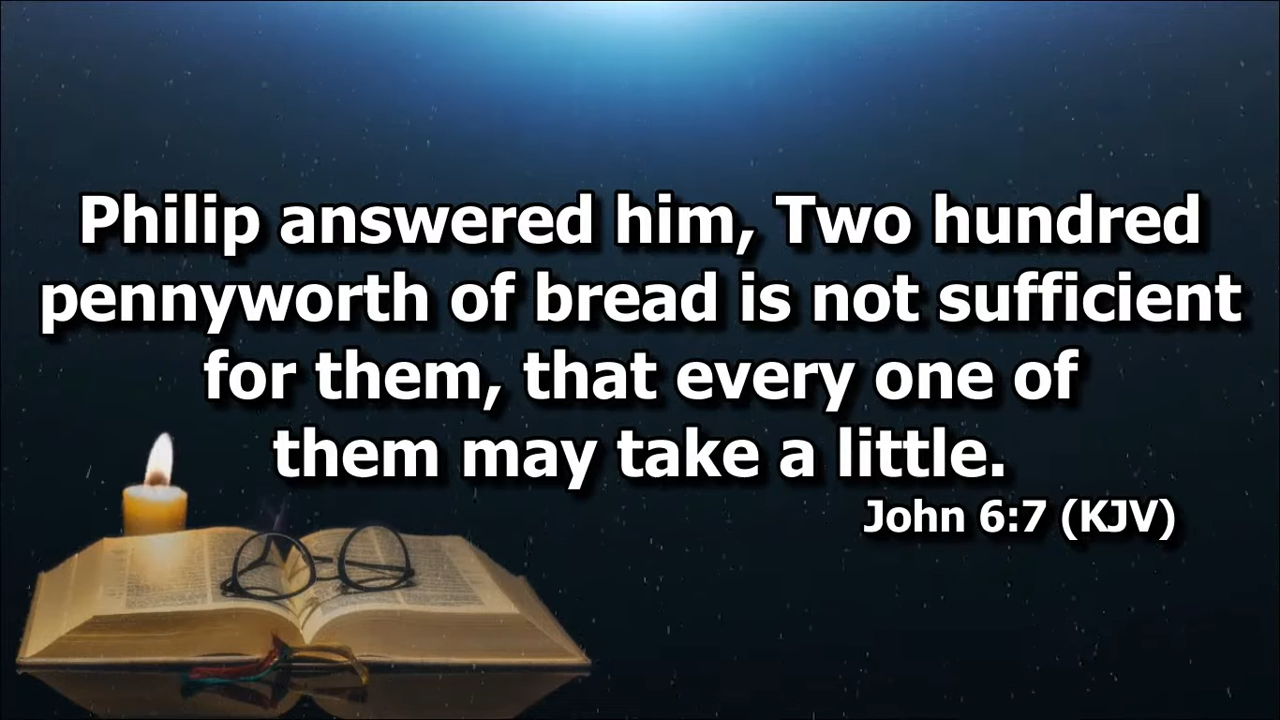 Philip answered him, Two hundred
pennyworth of bread is not sufficient
for them, that every one of
them may take a little.
John 6:7 (KJV)